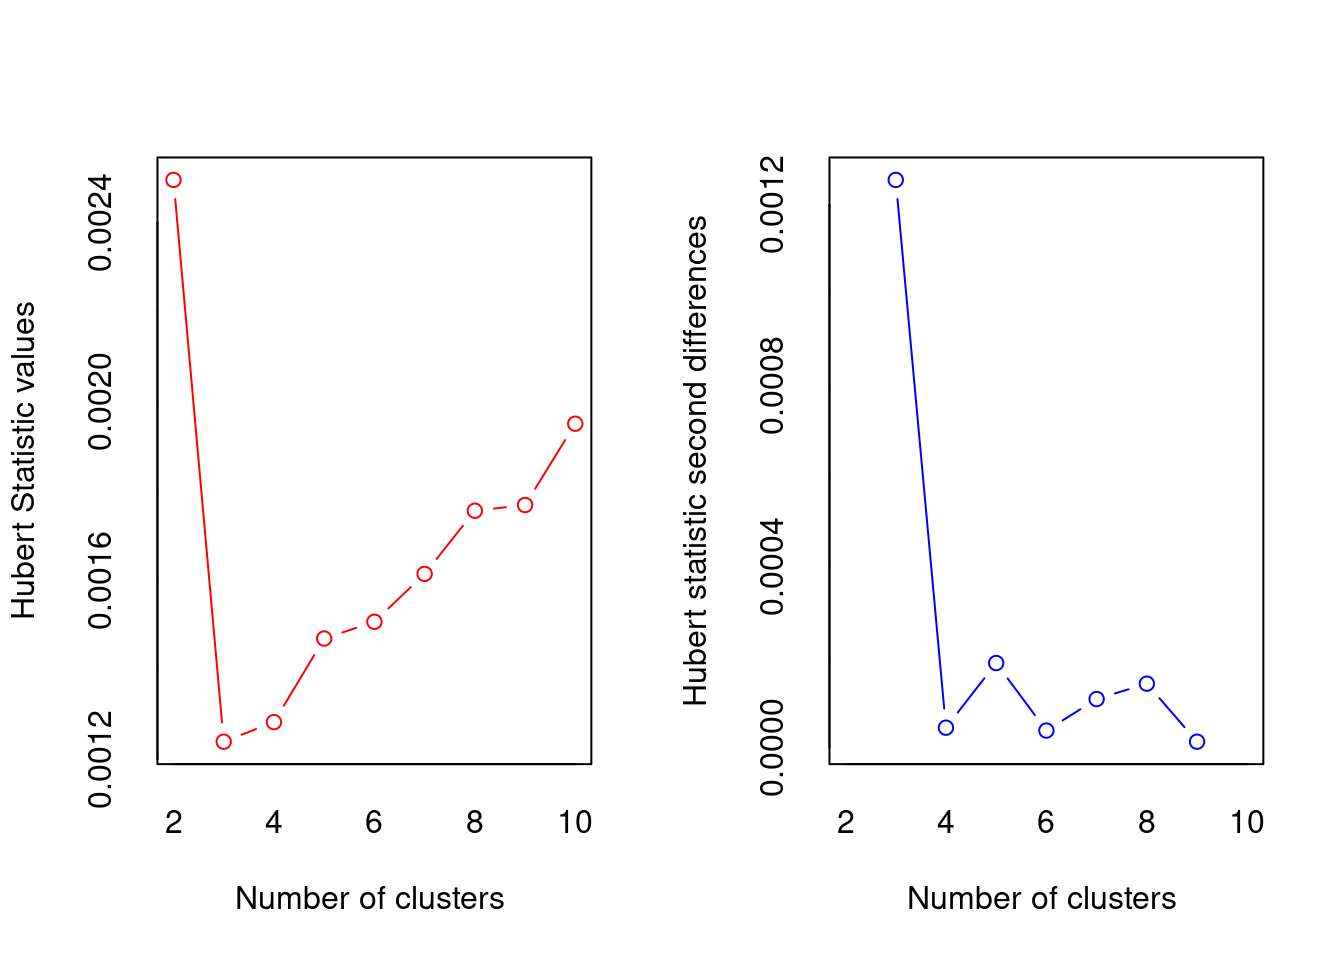 Hubert Statistic values
0.0012 0.0016 0.0020 0.0024
2 4 6 8 10
Number of clusters
Hubert statistic second differences
0.0000 0.0004 0.0008 0.0012
2 4 6 8 10
Number of clusters